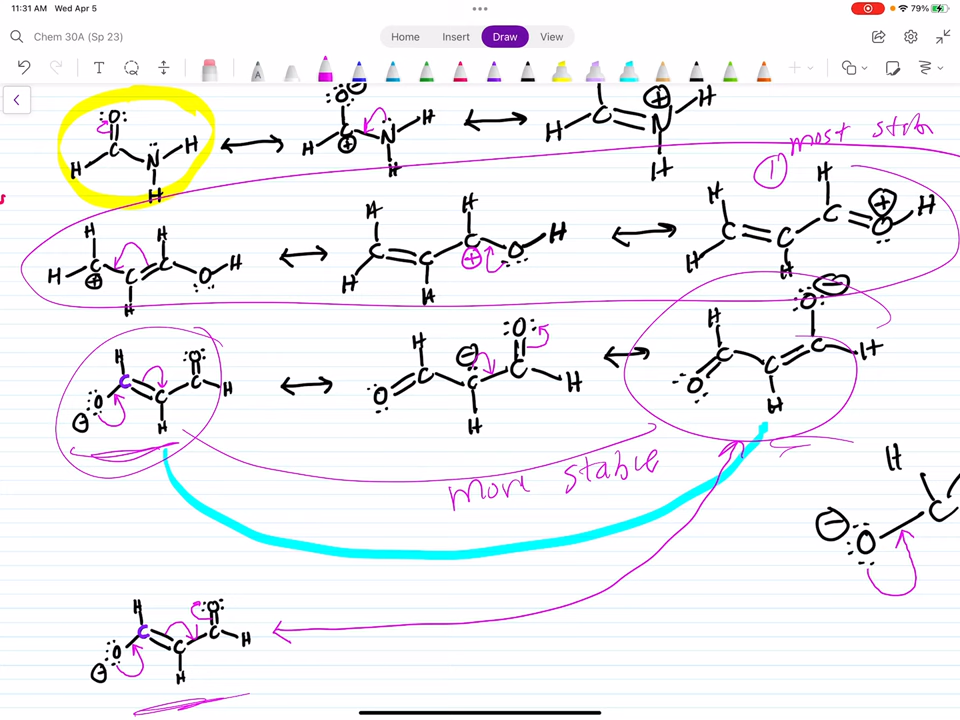 11:31 AM Wed Apr 5
79%
Chem 30A (Sp 23)
Home Insert Draw View
T
A
O C H N H H
O C H N H H
C H N H H
① most
H H C C C H H O H
H H C C C H H O H
H H C C C H H O H
H C C C O H H O
O C C C O H H H
H O C C C O H H
more stable
H O C
H C C C O H H O